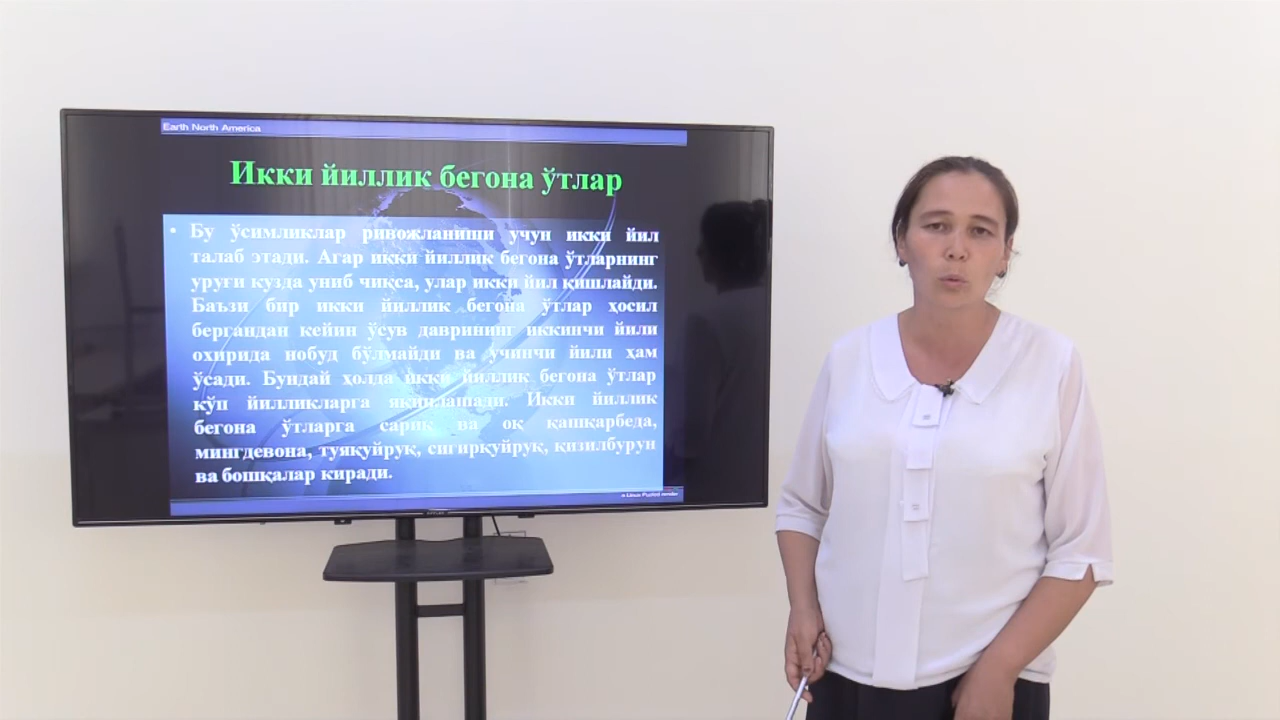 Earth North America
Икки йиллик бегона ўтлар
• Бу ўсимликлар ривожланиши учун икки йил
талаб этади. Агар икки йиллик бегона ўтларнинг
уруғи кузда униб чиқса, улар икки йил қишлайди.
Баъзи бир икки йиллик бегона ўтлар ҳосил
бергандан кейин ўсув даврининг иккинчи йили
охирида нобуд бўлмайди ва учинчи йили ҳам
ўсади. Бундай ҳолда икки йиллик бегона ўтлар
кўп йилликларга яқинлашади. Икки йиллик
бегона ўтларга сариқ ва оқ қашқарбеда,
мингдевона, туяқуйруқ, сигирқуйруқ, қизилбурун
ва бошқалар киради.